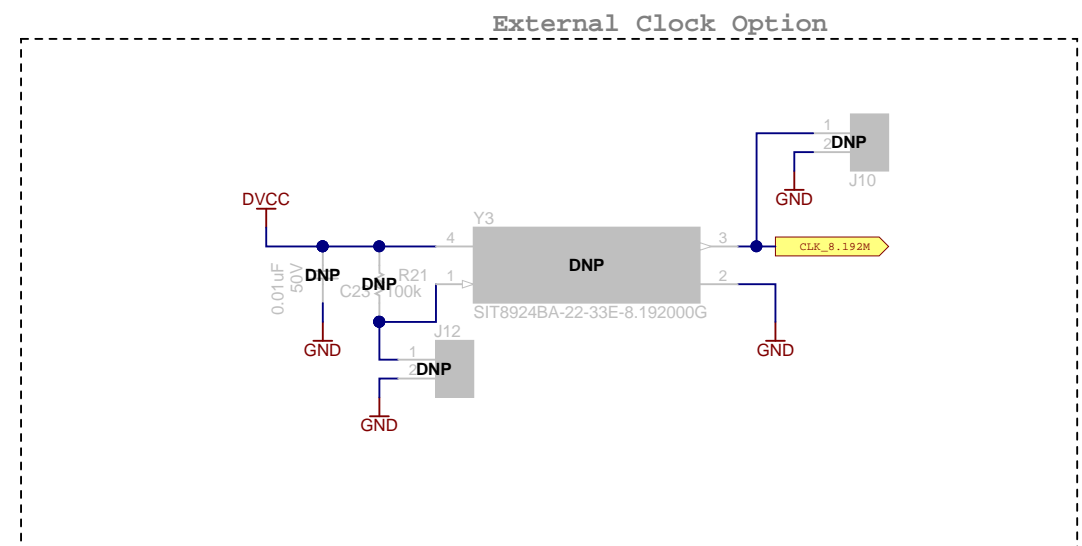 External Clock Option
1
2
DNP
J10
GND
DVCC
Y3
4
3
CLK_8.192M
DNP
0.01uF
50V
DNP
C23
DNP
R21
100k
1
2
SIT8924BA-22-33E-8.192000G
GND
GND
J12
1
2
DNP
GND